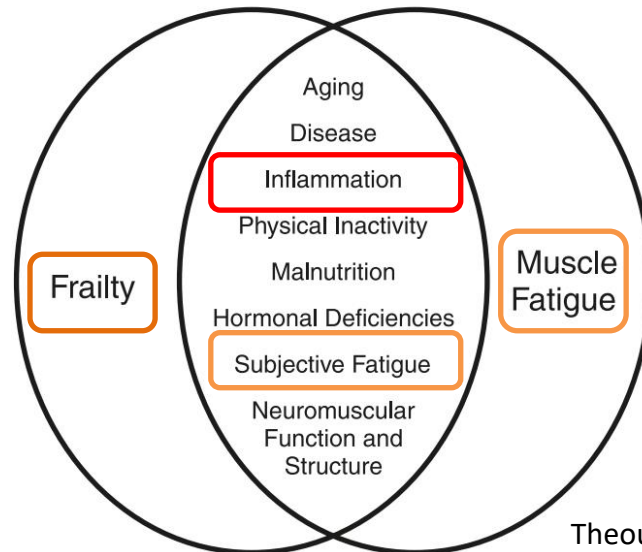 Aging
Disease
Inflammation
Physical Inactivity
Malnutrition
Hormonal Deficiencies
Subjective Fatigue
Neuromuscular
Function and
Structure
Frailty
Muscle
Fatigue